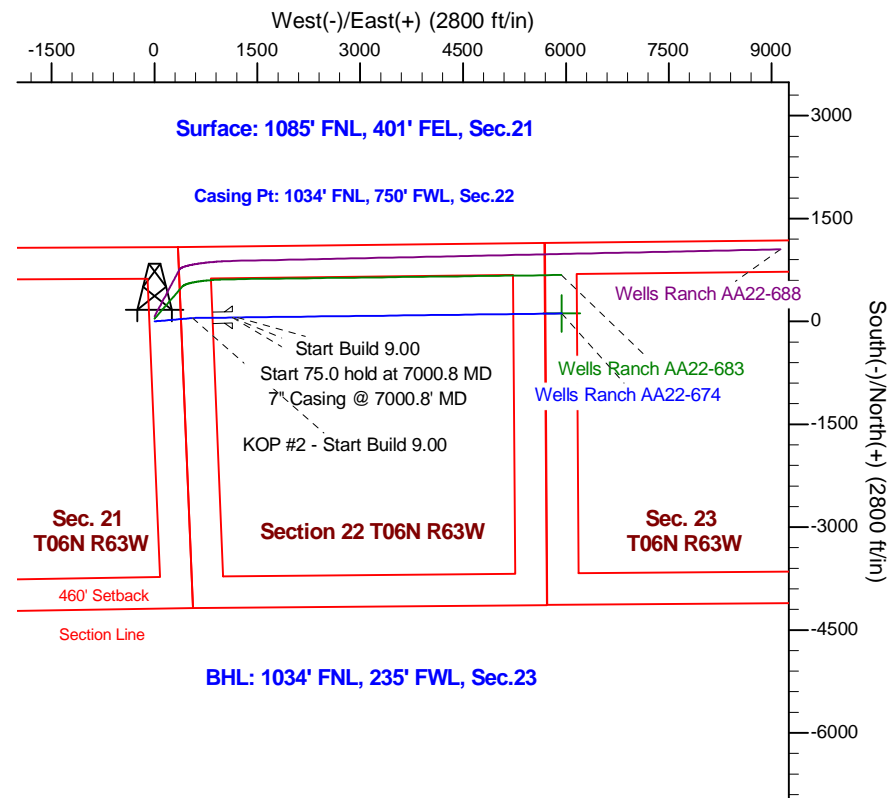 West(-)/East(+) (2800 ft/in)
-1500 0 1500 3000 4500 6000 7500 9000
Surface: 1085' FNL, 401' FEL, Sec.21
Casing Pt: 1034' FNL, 750' FWL, Sec.22
3000
1500
0
-1500
-3000
-4500
-6000
South(-)/North(+) (2800 ft/in)
Wells Ranch AA22-688
Start Build 9.00
Start 75.0 hold at 7000.8 MD
7" Casing @ 7000.8' MD
KOP #2 - Start Build 9.00
Wells Ranch AA22-683
Wells Ranch AA22-674
Sec. 21
T06N R63W
Section 22 T06N R63W
Sec. 23
T06N R63W
460' Setback
Section Line
BHL: 1034' FNL, 235' FWL, Sec.23